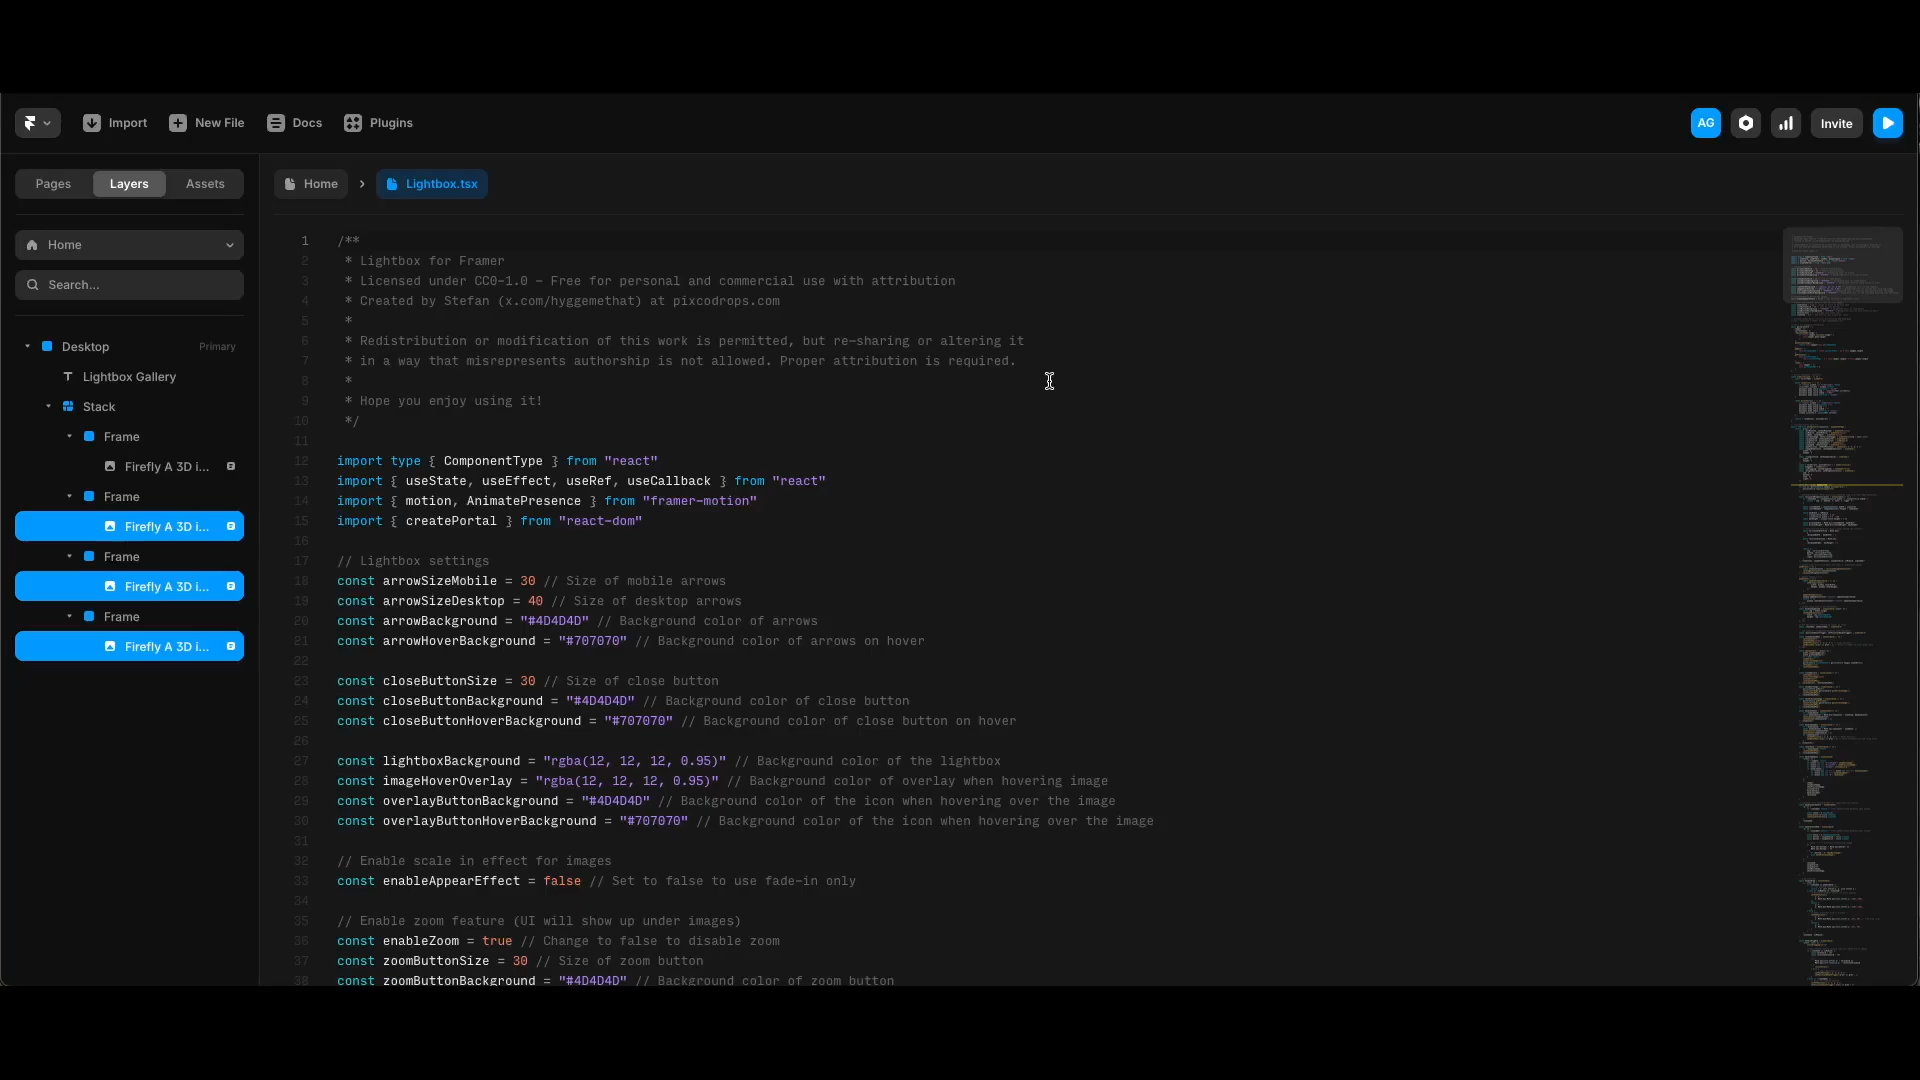 Import
New File
Docs
Plugins
AG
Invite
Pages
Layers
Assets
Home
Search...
Desktop
Primary
Lightbox Gallery
Stack
Frame
Firefly A 3D i...
Frame
Firefly A 3D i...
Frame
Firefly A 3D i...
Frame
Firefly A 3D i...
Home
Lightbox.tsx
1 /**
2 * Lightbox for Framer
3 * Licensed under CC0-1.0 - Free for personal and commercial use with attribution
4 * Created by Stefan (x.com/hyggemethat) at pixcodrops.com
5 *
6 * Redistribution or modification of this work is permitted, but re-sharing or altering it
7 * in a way that misrepresents authorship is not allowed. Proper attribution is required.
8 *
9 * Hope you enjoy using it!
10 */
11
12 import type { ComponentType } from "react"
13 import { useState, useEffect, useRef, useCallback } from "react"
14 import { motion, AnimatePresence } from "framer-motion"
15 import { createPortal } from "react-dom"
16
17 // Lightbox settings
18 const arrowSizeMobile = 30 // Size of mobile arrows
19 const arrowSizeDesktop = 40 // Size of desktop arrows
20 const arrowBackground = "#4D4D4D" // Background color of arrows
21 const arrowHoverBackground = "#707070" // Background color of arrows on hover
22
23 const closeButtonSize = 30 // Size of close button
24 const closeButtonBackground = "#4D4D4D" // Background color of close button
25 const closeButtonHoverBackground = "#707070" // Background color of close button on hover
26
27 const lightboxBackground = "rgba(12, 12, 12, 0.95)" // Background color of the lightbox
28 const imageHoverOverlay = "rgba(12, 12, 12, 0.95)" // Background color of overlay when hovering image
29 const overlayButtonBackground = "#4D4D4D" // Background color of the icon when hovering over the image
30 const overlayButtonHoverBackground = "#707070" // Background color of the icon when hovering over the image
31
32 // Enable scale in effect for images
33 const enableAppearEffect = false // Set to false to use fade-in only
34
35 // Enable zoom feature (UI will show up under images)
36 const enableZoom = true // Change to false to disable zoom
37 const zoomButtonSize = 30 // Size of zoom button
38 const zoomButtonBackground = "#4D4D4D" // Background color of zoom button